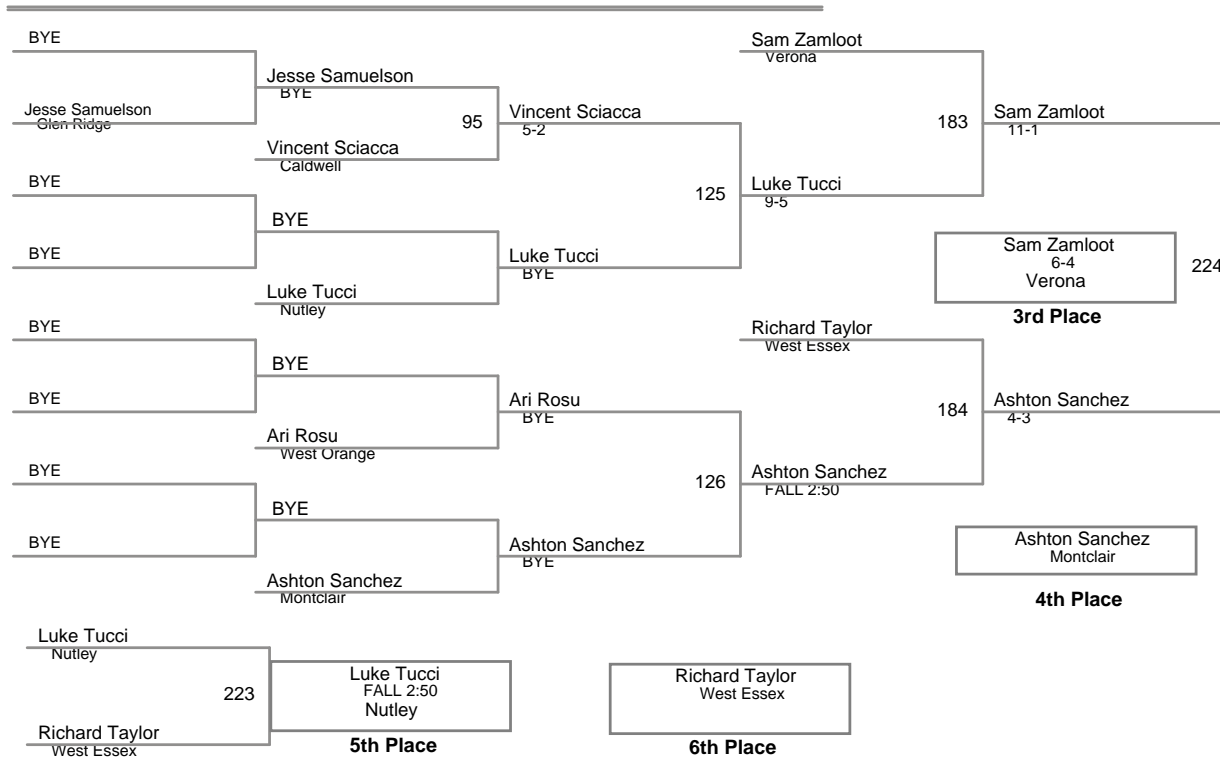 BYE
Jesse Samuelson
Glen Ridge
BYE
BYE
BYE
BYE
BYE
BYE
Jesse Samuelson
BYE
95
Vincent Sciacca
Caldwell
BYE
Luke Tucci
Nutley
BYE
Ari Rosu
West Orange
BYE
Ashton Sanchez
Montclair
Vincent Sciacca
5-2
125
Luke Tucci
BYE
Ari Rosu
BYE
126
Ashton Sanchez
BYE
Sam Zamloot
Verona
183
Luke Tucci
9-5
Richard Taylor
West Essex
184
Ashton Sanchez
FALL 2:50
Sam Zamloot
11-1
Sam Zamloot
6-4
Verona
224
3rd Place
Ashton Sanchez
4-3
Ashton Sanchez
Montclair
4th Place
Luke Tucci
Nutley
223
Richard Taylor
West Essex
Luke Tucci
FALL 2:50
Nutley
5th Place
Richard Taylor
West Essex
6th Place